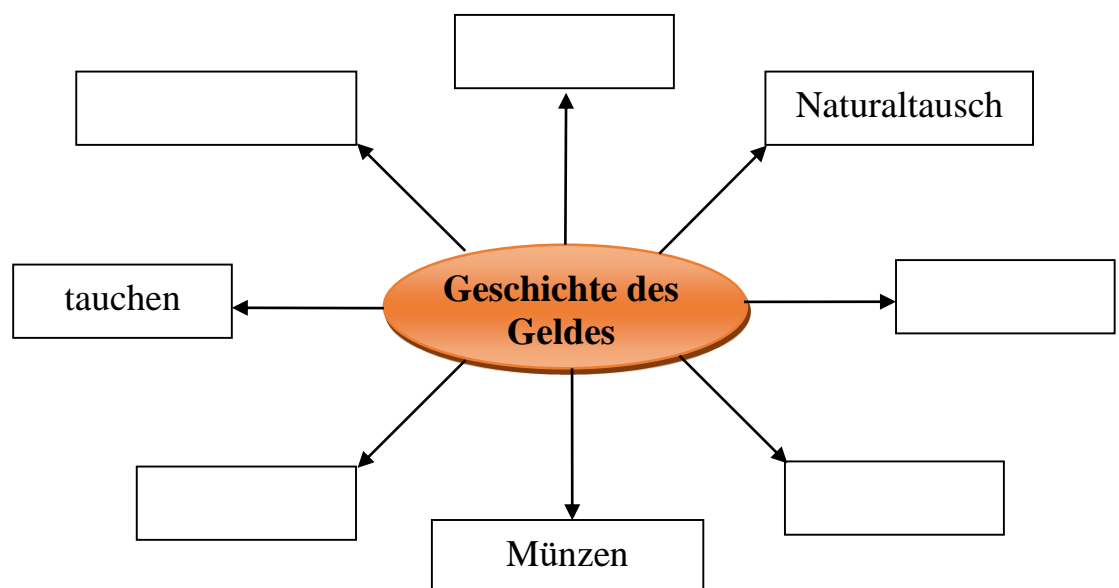 Naturaltausch
Geschichte des
Geldes
tauchen
Münzen